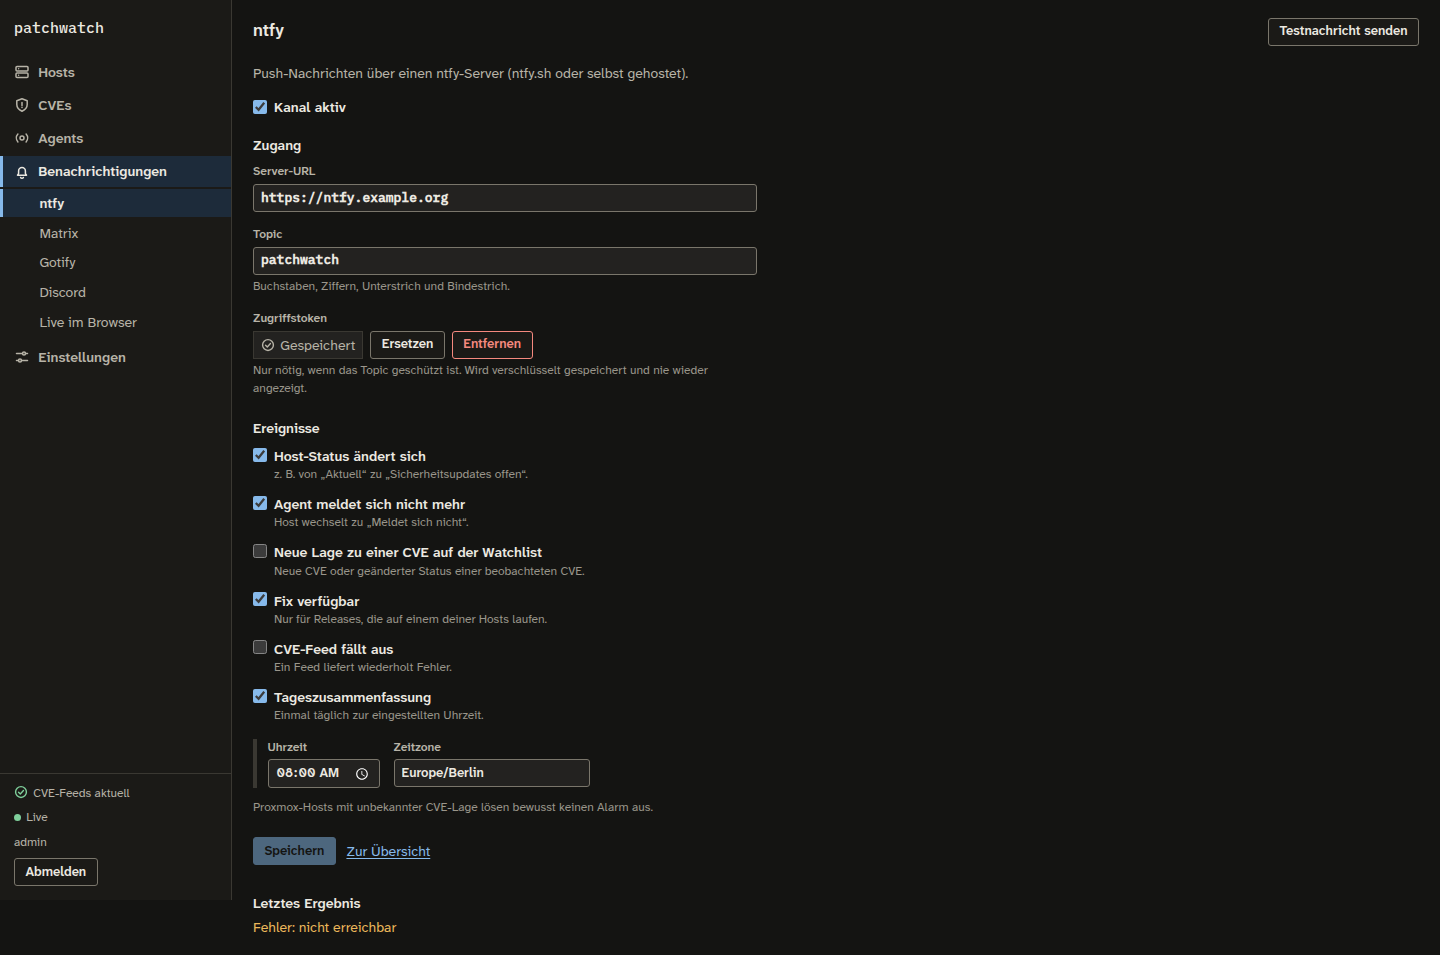 patchwatch
Hosts
CVEs
Agents
Benachrichtigungen
ntfy
Matrix
Gotify
Discord
Live im Browser
Einstellungen
CVE-Feeds aktuell
Live
admin
Abmelden
ntfy
Testnachricht senden
Push-Nachrichten über einen ntfy-Server (ntfy.sh oder selbst gehostet).
Kanal aktiv
Zugang
Server-URL
https://ntfy.example.org
Topic
patchwatch
Buchstaben, Ziffern, Unterstrich und Bindestrich.
Zugriffstoken
Gespeichert Ersetzen Entfernen
Nur nötig, wenn das Topic geschützt ist. Wird verschlüsselt gespeichert und nie wieder
angezeigt.
Ereignisse
Host-Status ändert sich
z. B. von „Aktuell“ zu „Sicherheitsupdates offen“.
Agent meldet sich nicht mehr
Host wechselt zu „Meldet sich nicht“.
Neue Lage zu einer CVE auf der Watchlist
Neue CVE oder geänderter Status einer beobachteten CVE.
Fix verfügbar
Nur für Releases, die auf einem deiner Hosts laufen.
CVE-Feed fällt aus
Ein Feed liefert wiederholt Fehler.
Tageszusammenfassung
Einmal täglich zur eingestellten Uhrzeit.
Uhrzeit Zeitzone
08:00 AM Europe/Berlin
Proxmox-Hosts mit unbekannter CVE-Lage lösen bewusst keinen Alarm aus.
Speichern Zur Übersicht
Letztes Ergebnis
Fehler: nicht erreichbar